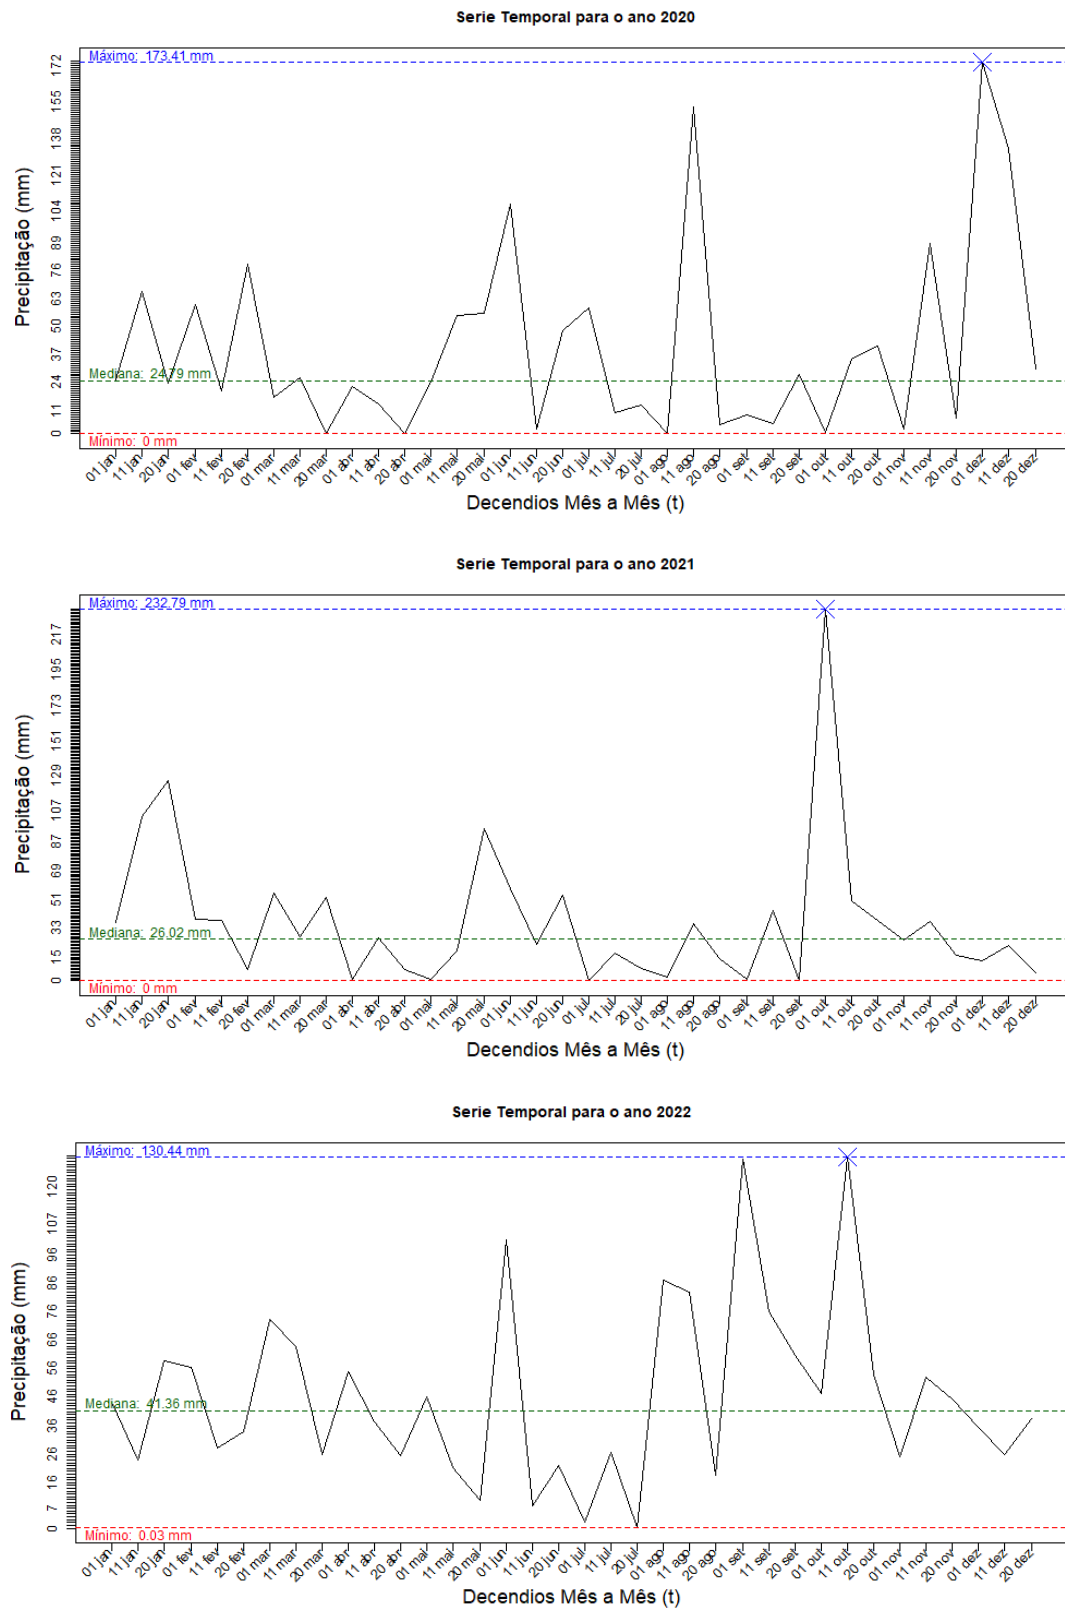 Serie Temporal para o ano 2020
Máximo: 173.41 mm
Mediana: 24.79 mm
Mínimo: 0 mm
Precipitação (mm)
0 11 24 37 50 63 76 89 104 121 138 155 172
01 jan 11 jan 20 jan 01 fev 11 fev 20 fev 01 mar 11 mar 20 mar 01 abr 11 abr 20 abr 01 mai 11 mai 20 mai 01 jun 11 jun 20 jun 01 jul 11 jul 20 jul 01 ago 11 ago 20 ago 01 set 11 set 20 set 01 out 11 out 20 out 01 nov 11 nov 20 nov 01 dez 11 dez 20 dez
Decendios Mês a Mês (t)
Serie Temporal para o ano 2021
Máximo: 232.79 mm
Mediana: 26.02 mm
Mínimo: 0 mm
Precipitação (mm)
0 15 33 51 69 87 107 129 151 173 195 217
01 jan 11 jan 20 jan 01 fev 11 fev 20 fev 01 mar 11 mar 20 mar 01 abr 11 abr 20 abr 01 mai 11 mai 20 mai 01 jun 11 jun 20 jun 01 jul 11 jul 20 jul 01 ago 11 ago 20 ago 01 set 11 set 20 set 01 out 11 out 20 out 01 nov 11 nov 20 nov 01 dez 11 dez 20 dez
Decendios Mês a Mês (t)
Serie Temporal para o ano 2022
Máximo: 130.44 mm
Mediana: 41.36 mm
Mínimo: 0.03 mm
Precipitação (mm)
0 7 16 26 36 46 56 66 76 86 96 107 120
01 jan 11 jan 20 jan 01 fev 11 fev 20 fev 01 mar 11 mar 20 mar 01 abr 11 abr 20 abr 01 mai 11 mai 20 mai 01 jun 11 jun 20 jun 01 jul 11 jul 20 jul 01 ago 11 ago 20 ago 01 set 11 set 20 set 01 out 11 out 20 out 01 nov 11 nov 20 nov 01 dez 11 dez 20 dez
Decendios Mês a Mês (t)